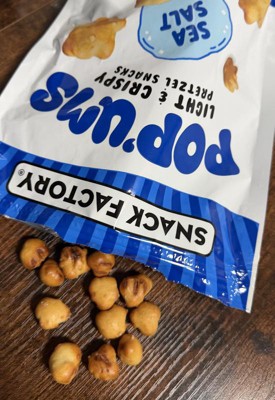 SNACK FACTORY®
POP'UMS
LIGHT & CRISPY
PRETZEL SNACKS
SEA
SALT